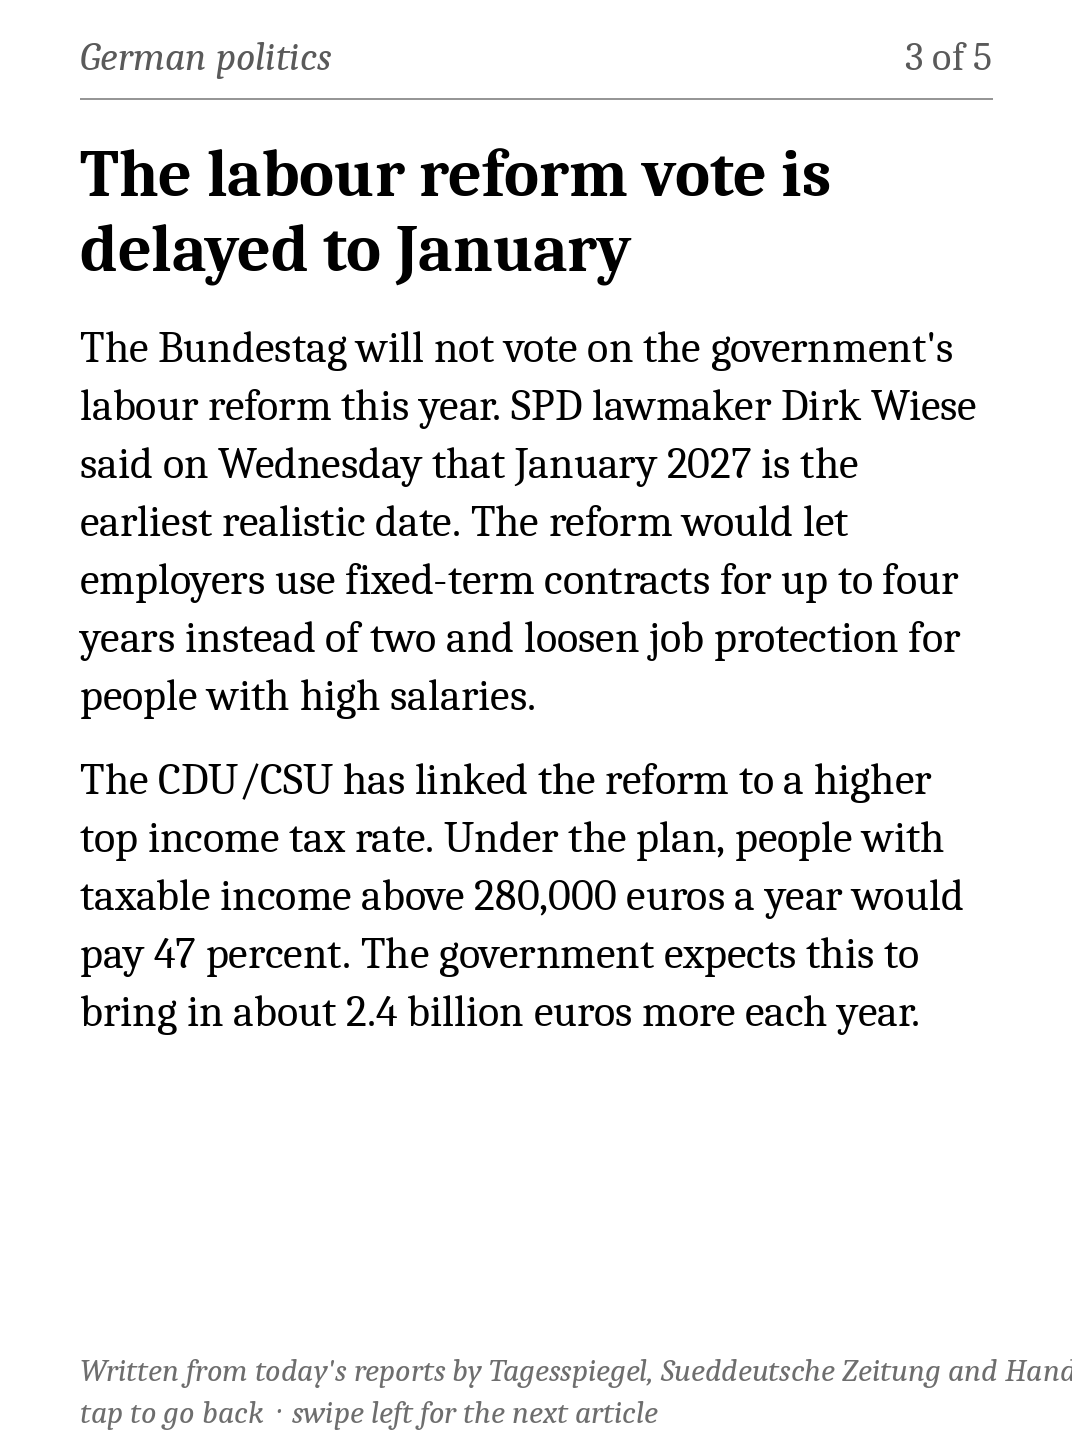 German politics
3 of 5
The labour reform vote is
delayed to January
The Bundestag will not vote on the government's
labour reform this year. SPD lawmaker Dirk Wiese
said on Wednesday that January 2027 is the
earliest realistic date. The reform would let
employers use fixed-term contracts for up to four
years instead of two and loosen job protection for
people with high salaries.
The CDU/CSU has linked the reform to a higher
top income tax rate. Under the plan, people with
taxable income above 280,000 euros a year would
pay 47 percent. The government expects this to
bring in about 2.4 billion euros more each year.
Written from today's reports by Tagesspiegel, Sueddeutsche Zeitung and
tap to go back · swipe left for the next article